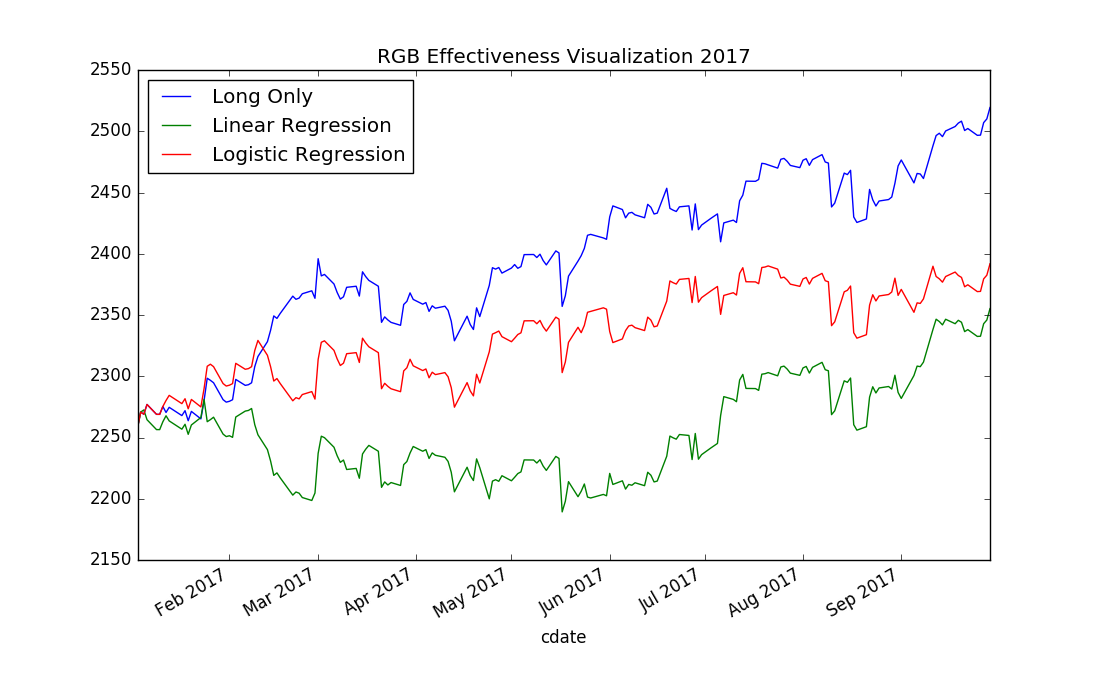 RGB Effectiveness Visualization 2017
2550
2500
2450
2400
2350
2300
2250
2200
2150
Long Only
Linear Regression
Logistic Regression
Feb 2017
Mar 2017
Apr 2017
May 2017
Jun 2017
Jul 2017
Aug 2017
Sep 2017
cdate